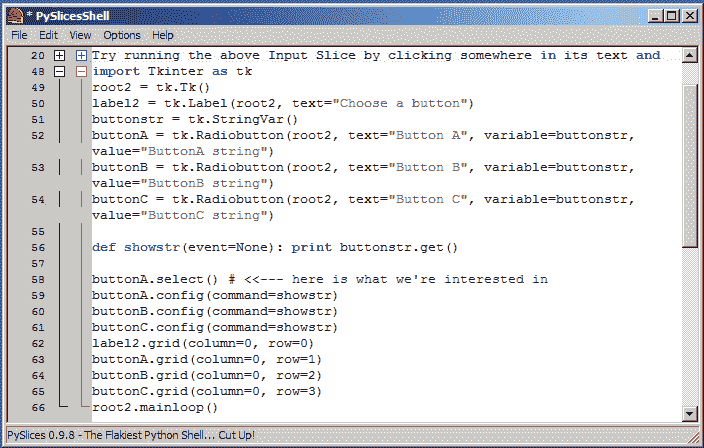 * PySlicesShell
File Edit View Options Help
20 Try running the above Input Slice by clicking somewhere in its text and
48 import Tkinter as tk
49 root2 = tk.Tk()
50 label2 = tk.Label(root2, text="Choose a button")
51 buttonstr = tk.StringVar()
52 buttonA = tk.Radiobutton(root2, text="Button A", variable=buttonstr,
value="ButtonA string")
53 buttonB = tk.Radiobutton(root2, text="Button B", variable=buttonstr,
value="ButtonB string")
54 buttonC = tk.Radiobutton(root2, text="Button C", variable=buttonstr,
value="ButtonC string")
55
56 def showstr(event=None): print buttonstr.get()
57
58 buttonA.select() # <<--- here is what we're interested in
59 buttonA.config(command=showstr)
60 buttonB.config(command=showstr)
61 buttonC.config(command=showstr)
62 label2.grid(column=0, row=0)
63 buttonA.grid(column=0, row=1)
64 buttonB.grid(column=0, row=2)
65 buttonC.grid(column=0, row=3)
66 root2.mainloop()
PySlices 0.9.8 - The Flakiest Python Shell... Cut Up!